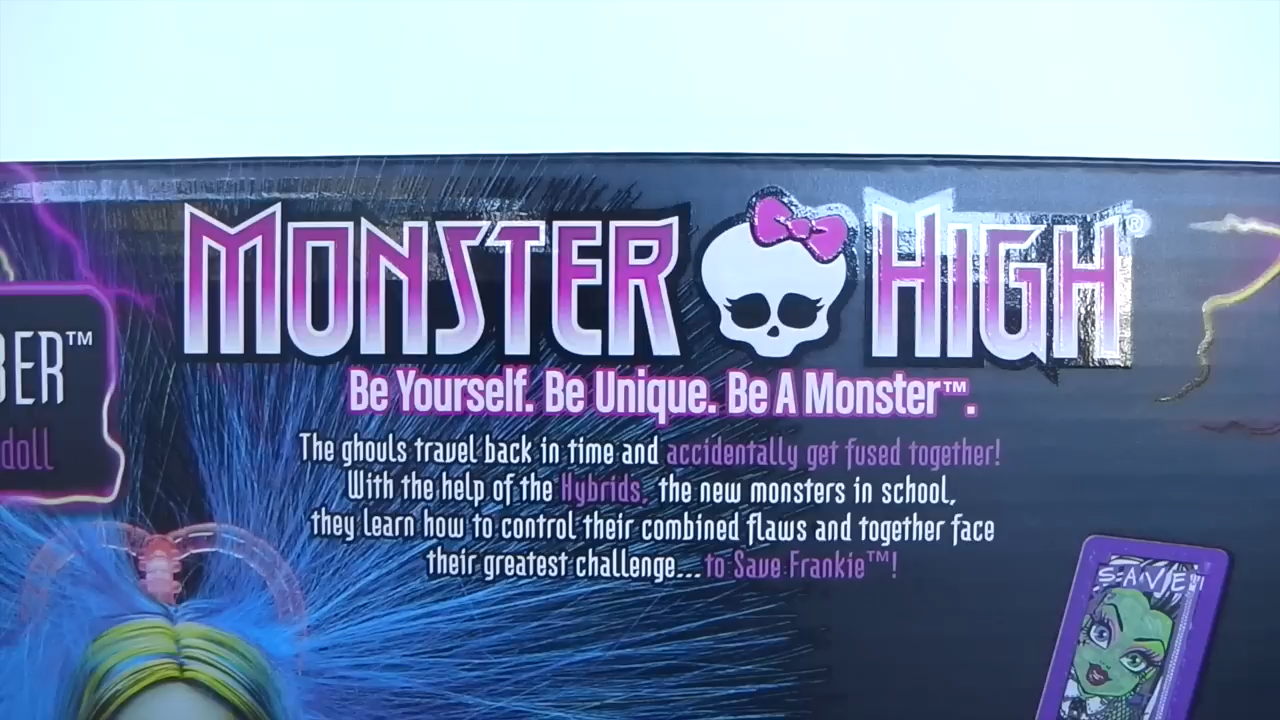 MONSTER HIGH®
Be Yourself. Be Unique. Be A Monster™.
The ghouls travel back in time and accidentally get fused together!
With the help of the Hybrids, the new monsters in school,
they learn how to control their combined flaws and together face
their greatest challenge... to Save Frankie™!
BER™
doll
SAVE